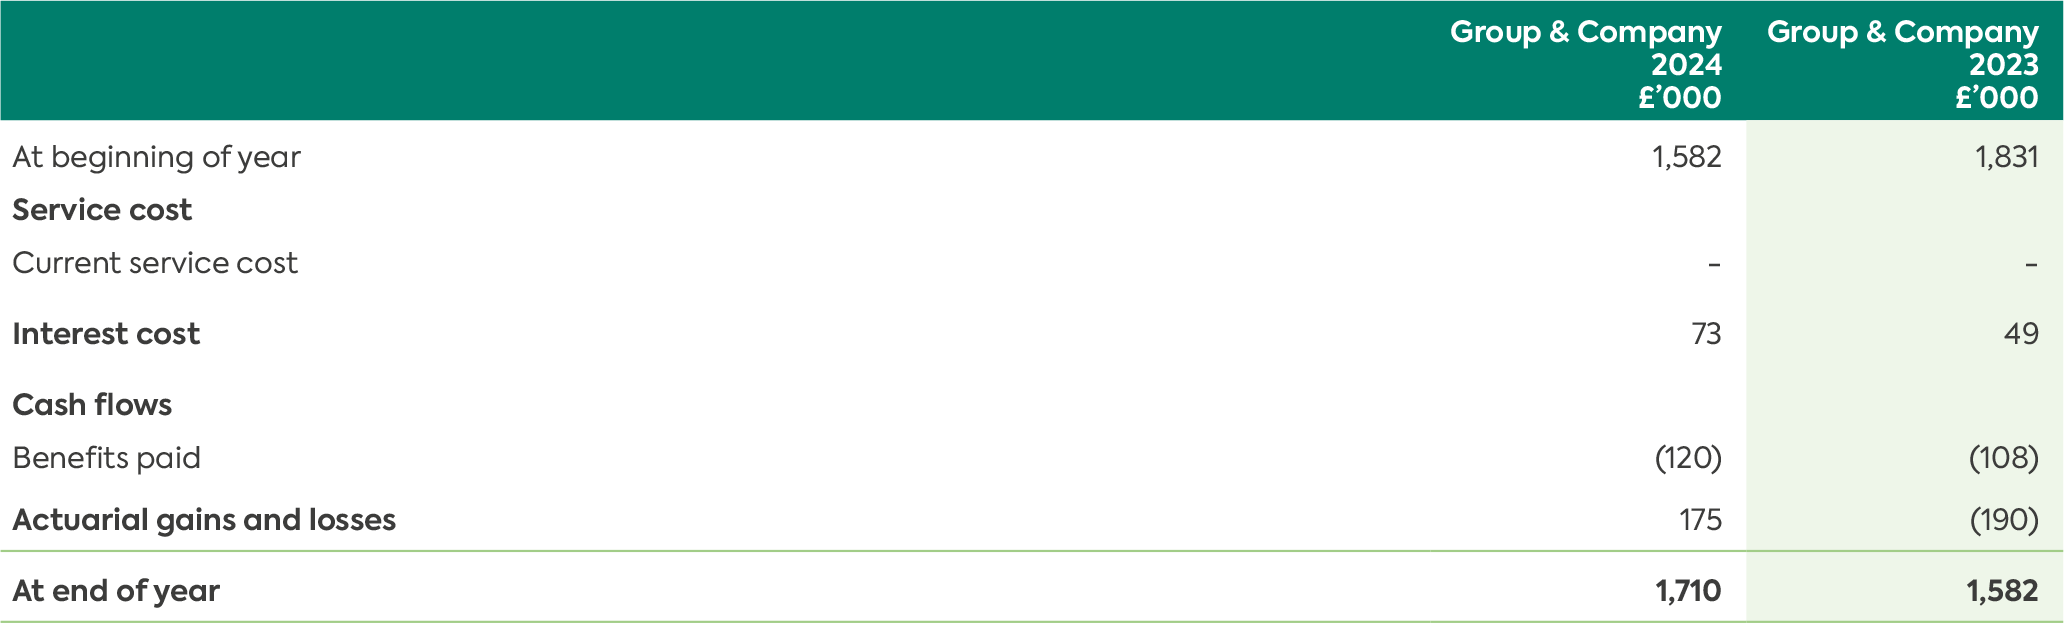 Group & Company Group & Company
2024 2023
£’000 £’000
At beginning of year 1,582 1,831
Service cost
Current service cost - -
Interest cost 73 49
Cash flows
Benefits paid (120) (108)
Actuarial gains and losses 175 (190)
At end of year 1,710 1,582